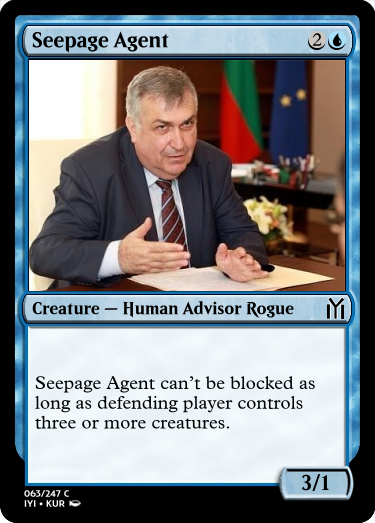 Seepage Agent 2
Creature — Human Advisor Rogue
Seepage Agent can't be blocked as
long as defending player controls
three or more creatures.
3/1
063/247 C
IYI • KUR